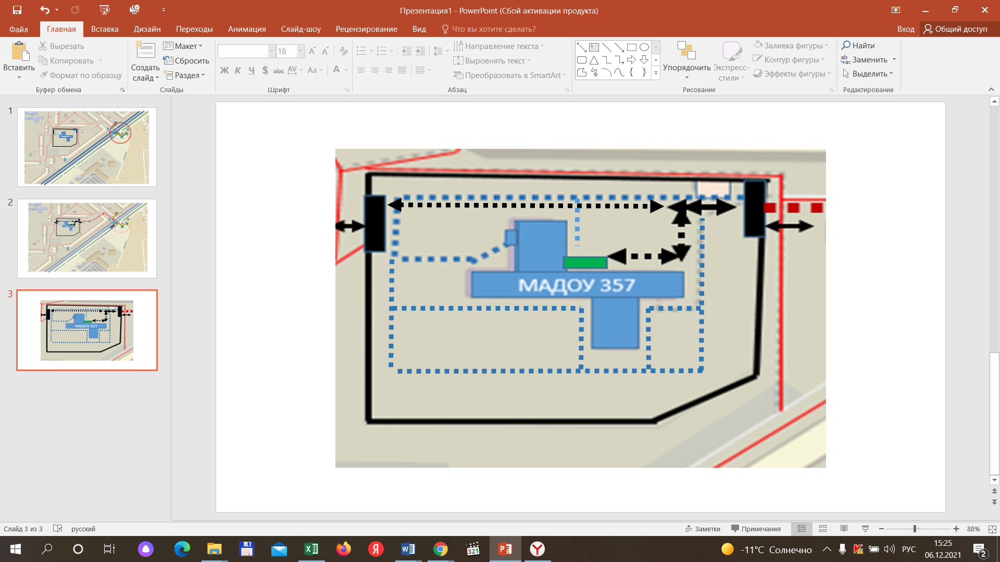 Презентация1 - PowerPoint (Сбой активации продукта)
Файл
Главная
Вставка
Дизайн
Переходы
Анимация
Слайд-шоу
Рецензирование
Вид
Что вы хотите сделать?
Вход
Общий доступ
Вставить
Вырезать
Копировать
Формат по образцу
Буфер обмена
Создать
слайд
Макет
Сбросить
Раздел
Слайды
18
Ж К Ч S abc AV Aa А
Шрифт
Направление текста
Выровнять текст
Преобразовать в SmartArt
Абзац
Упорядочить
Экспресс-
стили
Заливка фигуры
Контур фигуры
Эффекты фигуры
Рисование
Найти
Заменить
Выделить
Редактирование
1
2
3
МАДОУ 357
МАДОУ 357
Слайд 3 из 3
русский
Заметки
Примечания
88%
321
-11°C Солнечно
РУС
15:25
06.12.2021
2